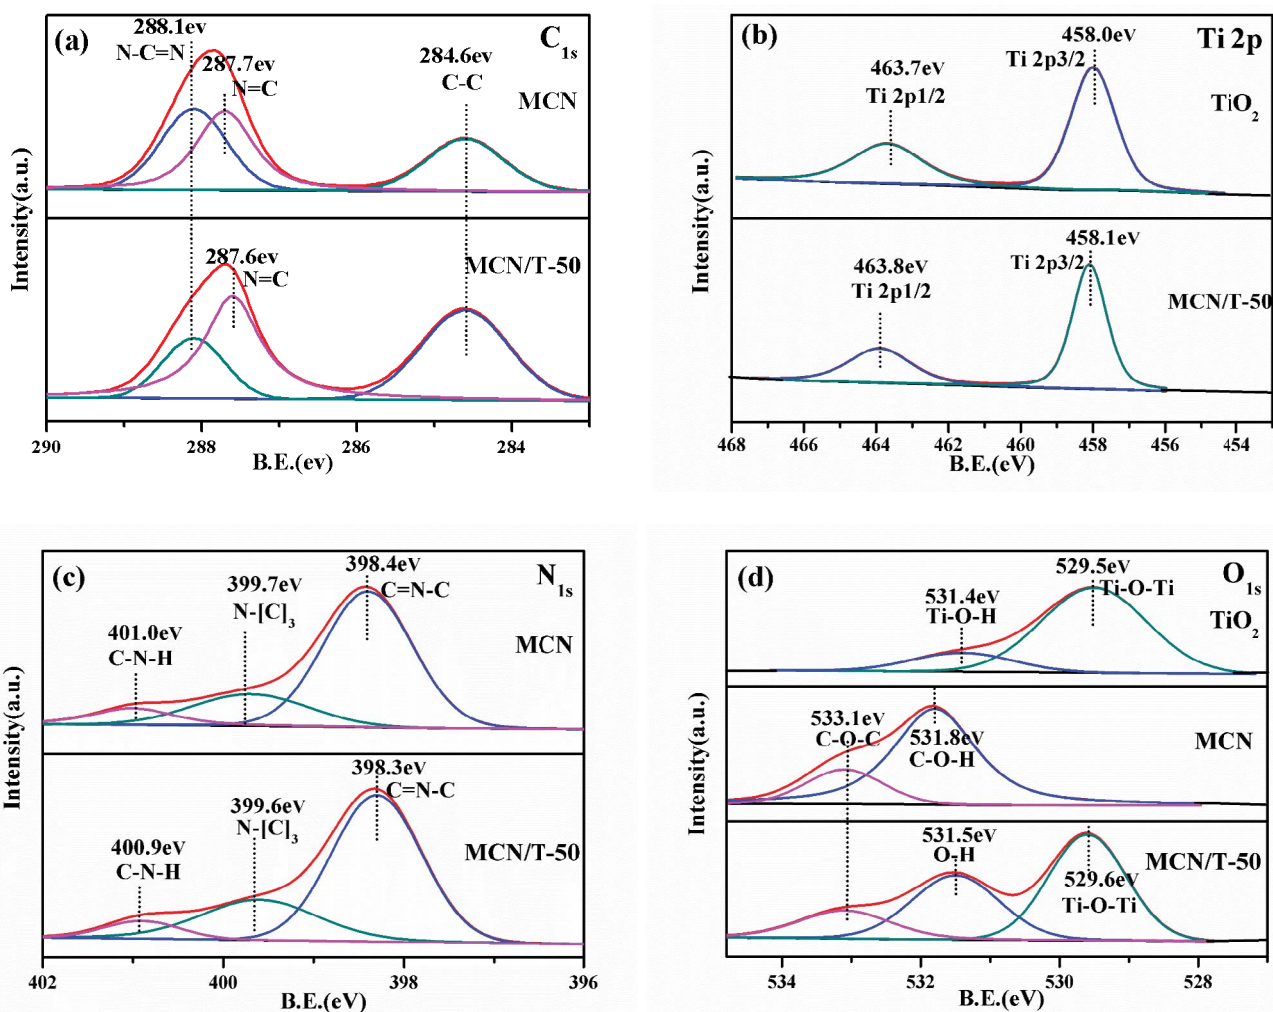 (a)
288.1ev
N-C=N
287.7ev
N=C
284.6ev
C-C
C1s
MCN
287.6ev
N=C
MCN/T-50
Intensity(a.u.)
290 288 286 284
B.E.(ev)
(b)
463.7eV
Ti 2p1/2
458.0eV
Ti 2p3/2
Ti 2p
TiO2
463.8eV
Ti 2p1/2
458.1eV
Ti 2p3/2
MCN/T-50
Intensity(a.u.)
468 466 464 462 460 458 456 454
B.E.(eV)
(c)
401.0eV
C-N-H
399.7eV
N-[C]3
398.4eV
C=N-C
N1s
MCN
400.9eV
C-N-H
399.6eV
N-[C]3
398.3eV
C=N-C
MCN/T-50
Intensity(a.u.)
402 400 398 396
B.E.(eV)
(d)
531.4eV
Ti-O-H
529.5eV
Ti-O-Ti
O1s
TiO2
533.1eV
C-O-C
531.8eV
C-O-H
MCN
531.5eV
O-H
529.6eV
Ti-O-Ti
MCN/T-50
Intensity(a.u.)
534 532 530 528
B.E.(eV)